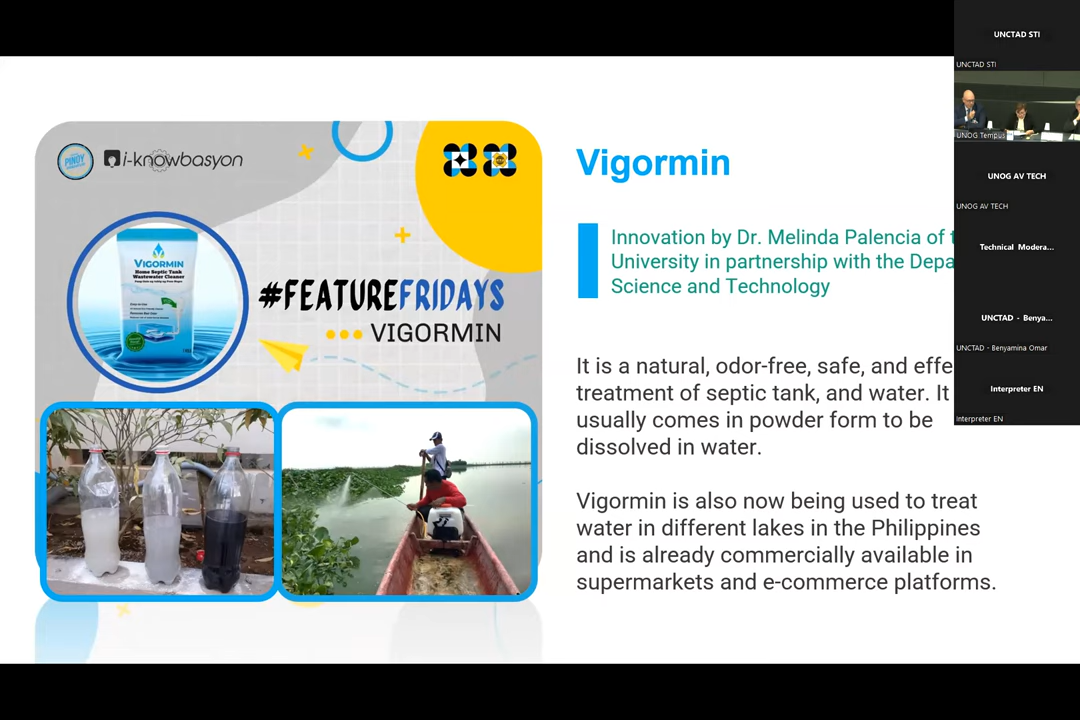 i-knowbasyon
PINOY
VIGORMIN
Home Septic Tank
Wastewater Cleaner
#FEATUREFRIDAYS
VIGORMIN
Vigormin
Innovation by Dr. Melinda Palencia of
University in partnership with the Depa
Science and Technology
It is a natural, odor-free, safe, and effe
treatment of septic tank, and water. It
usually comes in powder form to be
dissolved in water.
Vigormin is also now being used to treat
water in different lakes in the Philippines
and is already commercially available in
supermarkets and e-commerce platforms.
UNCTAD STI
UNCTAD STI
UNOG Tempus
UNOG AV TECH
UNOG AV TECH
Technical Modera...
UNCTAD - Benya...
UNCTAD - Benyamina Omar
Interpreter EN
Interpreter EN